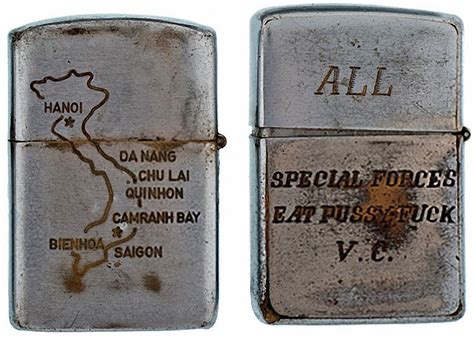 HANOI
DA NANG
CHU LAI
QUINHON
CAMRANH BAY
BIENHOA
SAIGON
ALL
SPECIAL FORCES
EAT PUSSY FUCK
V.C.